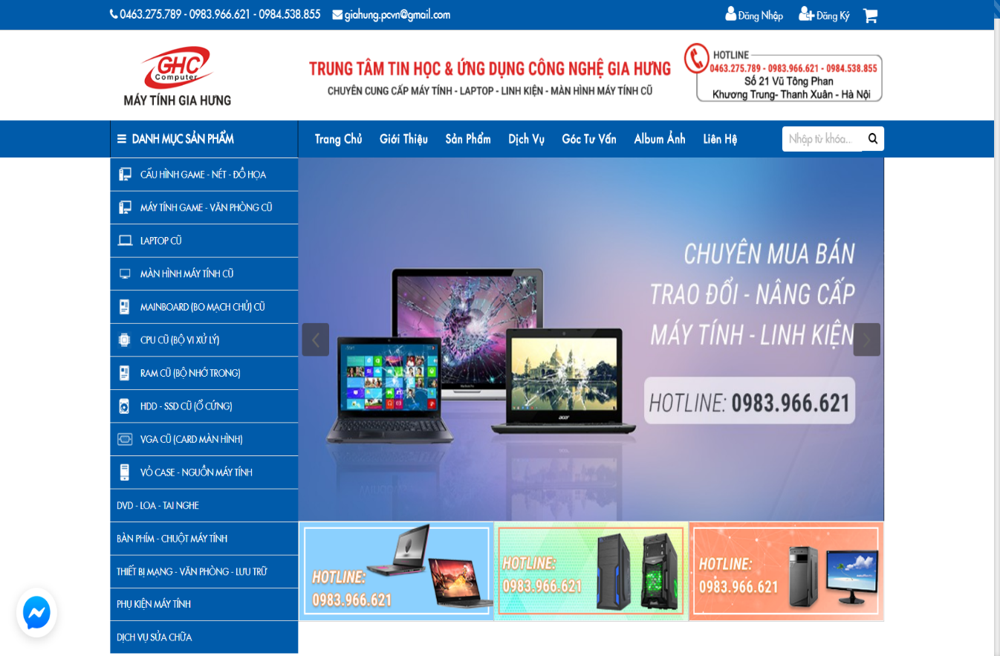 0463.275.789 - 0983.966.621 - 0984.538.855
giahung.pcvn@gmail.com
Đăng Nhập
Đăng Ký
GHC
Computer
MÁY TÍNH GIA HƯNG
TRUNG TÂM TIN HỌC & ỨNG DỤNG CÔNG NGHỆ GIA HƯNG
CHUYÊN CUNG CẤP MÁY TÍNH - LAPTOP - LINH KIỆN - MÀN HÌNH MÁY TÍNH CŨ
HOTLINE
0463.275.789 - 0983.966.621 - 0984.538.855
Số 21 Vũ Tông Phan
Khương Trung- Thanh Xuân - Hà Nội
DANH MỤC SẢN PHẨM
Trang Chủ
Giới Thiệu
Sản Phẩm
Dịch Vụ
Góc Tư Vấn
Album Ảnh
Liên Hệ
Nhập từ khóa...
CẤU HÌNH GAME - NÉT - ĐỒ HỌA
MÁY TÍNH GAME - VĂN PHÒNG CŨ
LAPTOP CŨ
MÀN HÌNH MÁY TÍNH CŨ
MAINBOARD (BO MẠCH CHỦ) CŨ
CPU CŨ (BỘ VI XỬ LÝ)
RAM CŨ (BỘ NHỚ TRONG)
HDD - SSD CŨ (Ổ CỨNG)
VGA CŨ (CARD MÀN HÌNH)
VỎ CASE - NGUỒN MÁY TÍNH
DVD - LOA - TAI NGHE
BÀN PHÍM - CHUỘT MÁY TÍNH
THIẾT BỊ MẠNG - VĂN PHÒNG - LƯU TRỮ
PHỤ KIỆN MÁY TÍNH
DỊCH VỤ SỬA CHỮA
CHUYÊN MUA BÁN
TRAO ĐỔI - NÂNG CẤP
MÁY TÍNH - LINH KIỆN
HOTLINE: 0983.966.621
Start
acer
HOTLINE:
0983.966.621
HOTLINE:
0983.966.621
HOTLINE:
0983.966.621